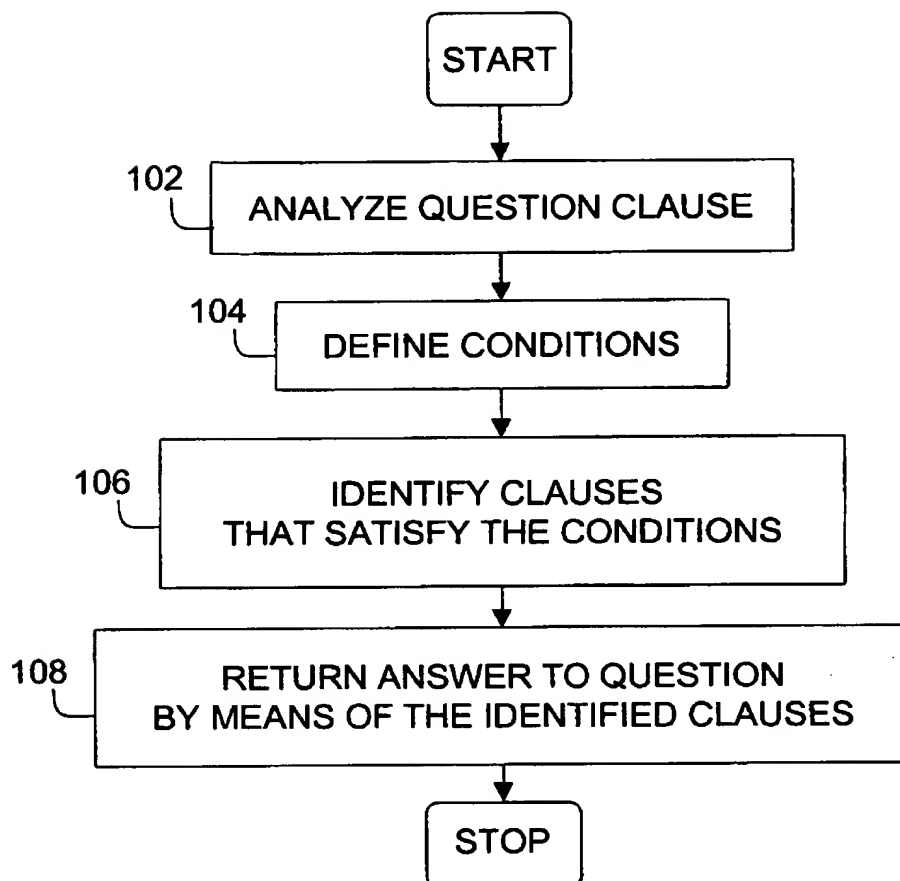 START
102
ANALYZE QUESTION CLAUSE
104
DEFINE CONDITIONS
106
IDENTIFY CLAUSES
THAT SATISFY THE CONDITIONS
108
RETURN ANSWER TO QUESTION
BY MEANS OF THE IDENTIFIED CLAUSES
STOP